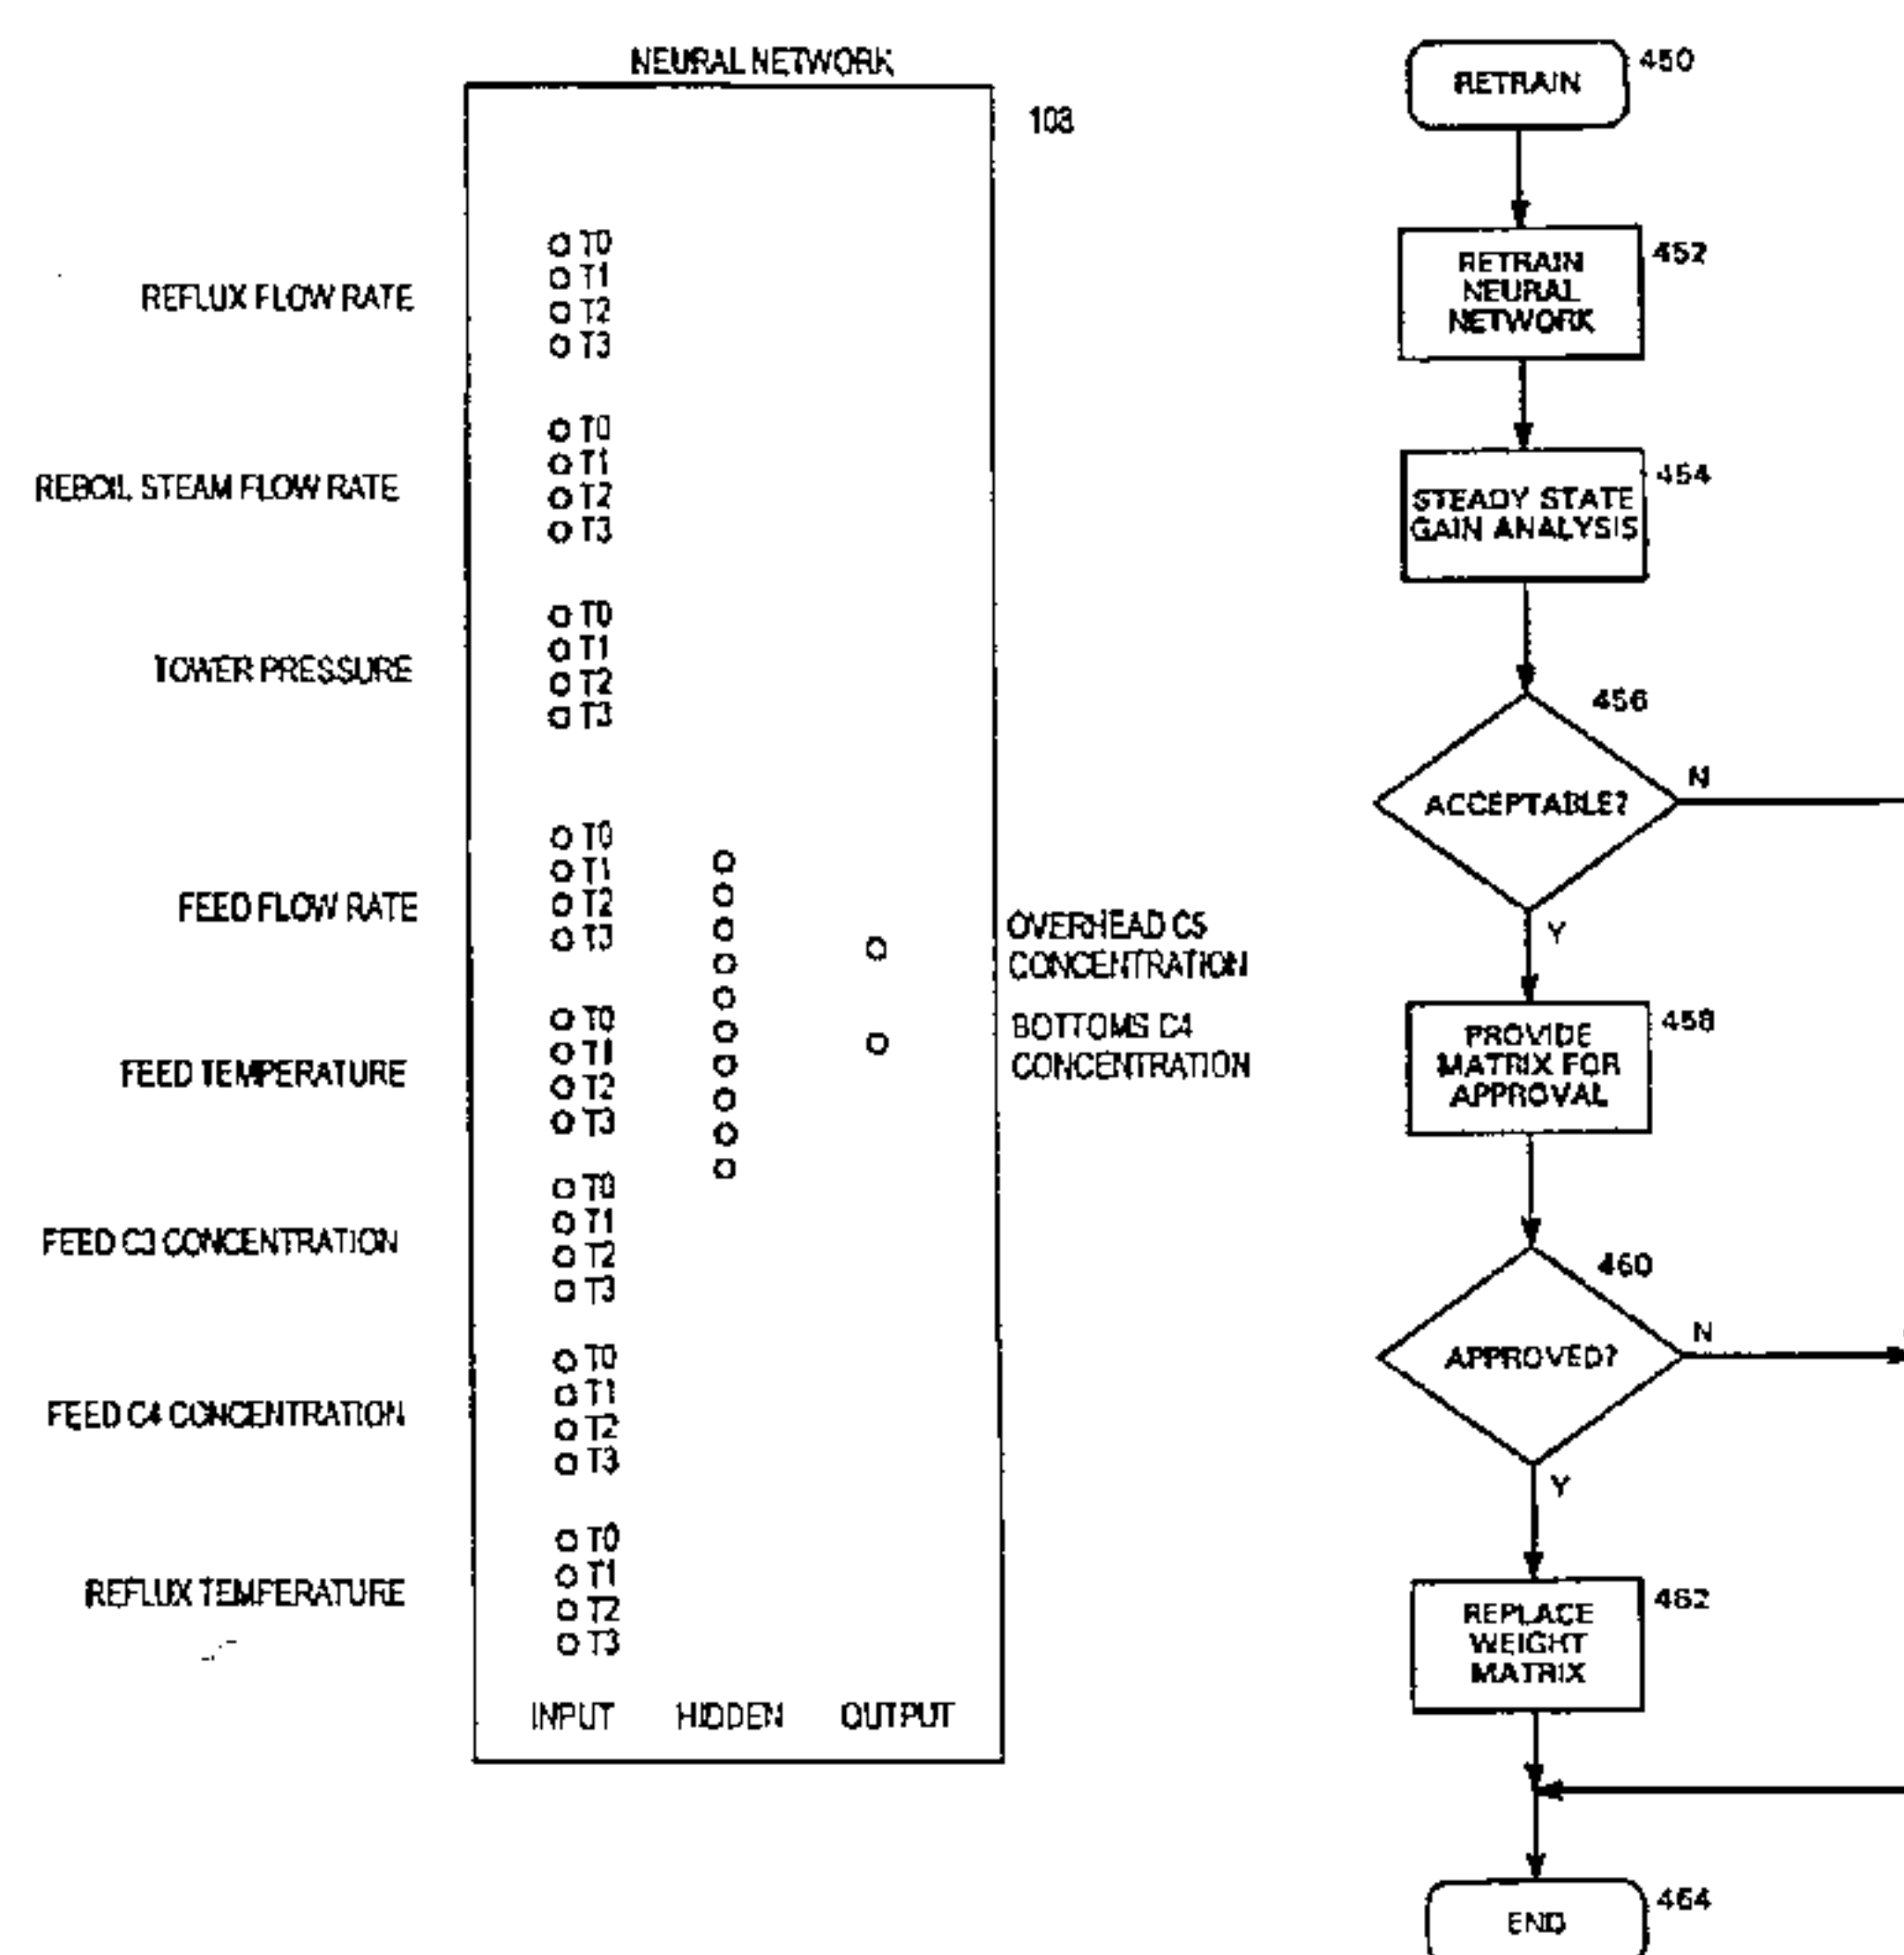 NEURAL NETWORK
108
REFLUX FLOW RATE
T0
T1
T2
T3
REBOIL STEAM FLOW RATE
T0
T1
T2
T3
TOWER PRESSURE
T0
T1
T2
T3
FEED FLOW RATE
T0
T1
T2
T3
FEED TEMPERATURE
T0
T1
T2
T3
FEED C3 CONCENTRATION
T0
T1
T2
T3
FEED C4 CONCENTRATION
T0
T1
T2
T3
REFLUX TEMPERATURE
T0
T1
T2
T3
OVERHEAD C5
CONCENTRATION
BOTTOMS C4
CONCENTRATION
INPUT HIDDEN OUTPUT
RETRAIN
450
RETRAIN
NEURAL
NETWORK
452
STEADY STATE
GAIN ANALYSIS
454
ACCEPTABLE?
456
N
Y
PROVIDE
MATRIX FOR
APPROVAL
458
APPROVED?
460
N
Y
REPLACE
WEIGHT
MATRIX
462
END
464